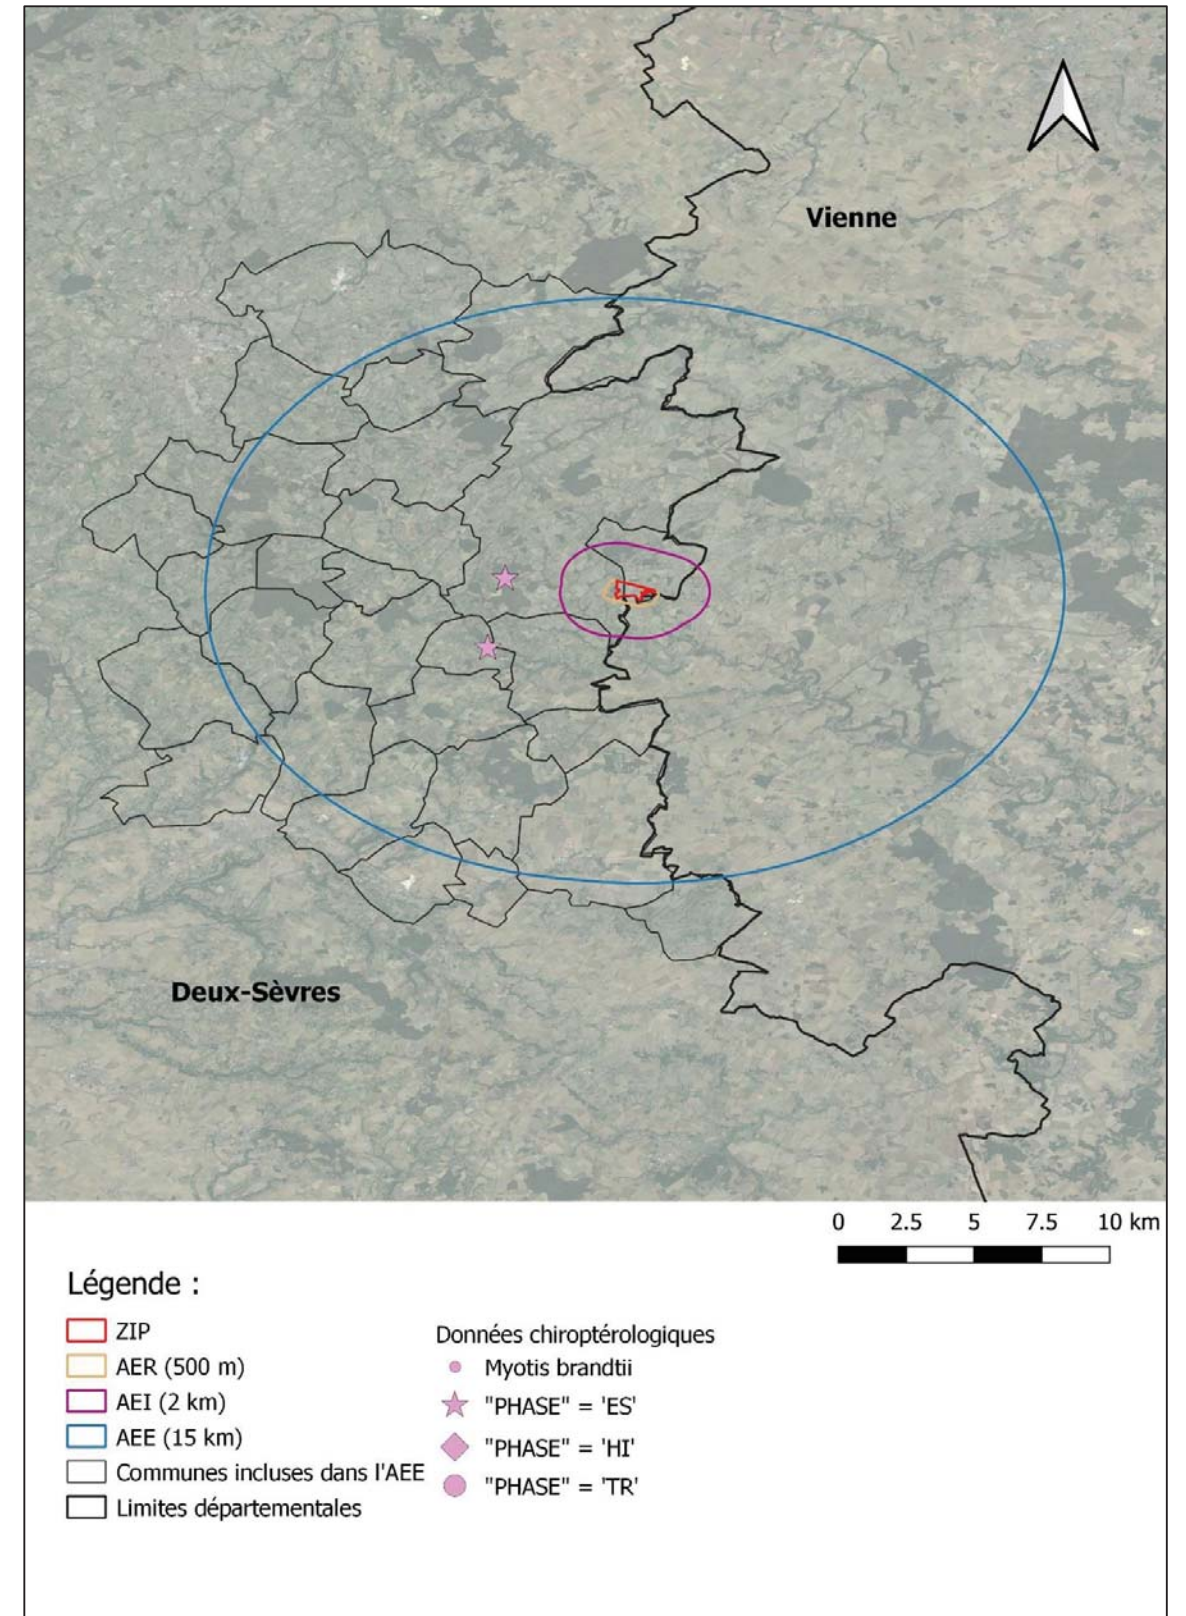 Vienne
Deux-Sèvres
0 2.5 5 7.5 10 km
Légende :
ZIP
AER (500 m)
AEI (2 km)
AEE (15 km)
Communes incluses dans l'AEE
Limites départementales
Données chiroptérologiques
Myotis brandtii
"PHASE" = 'ES'
"PHASE" = 'HI'
"PHASE" = 'TR'